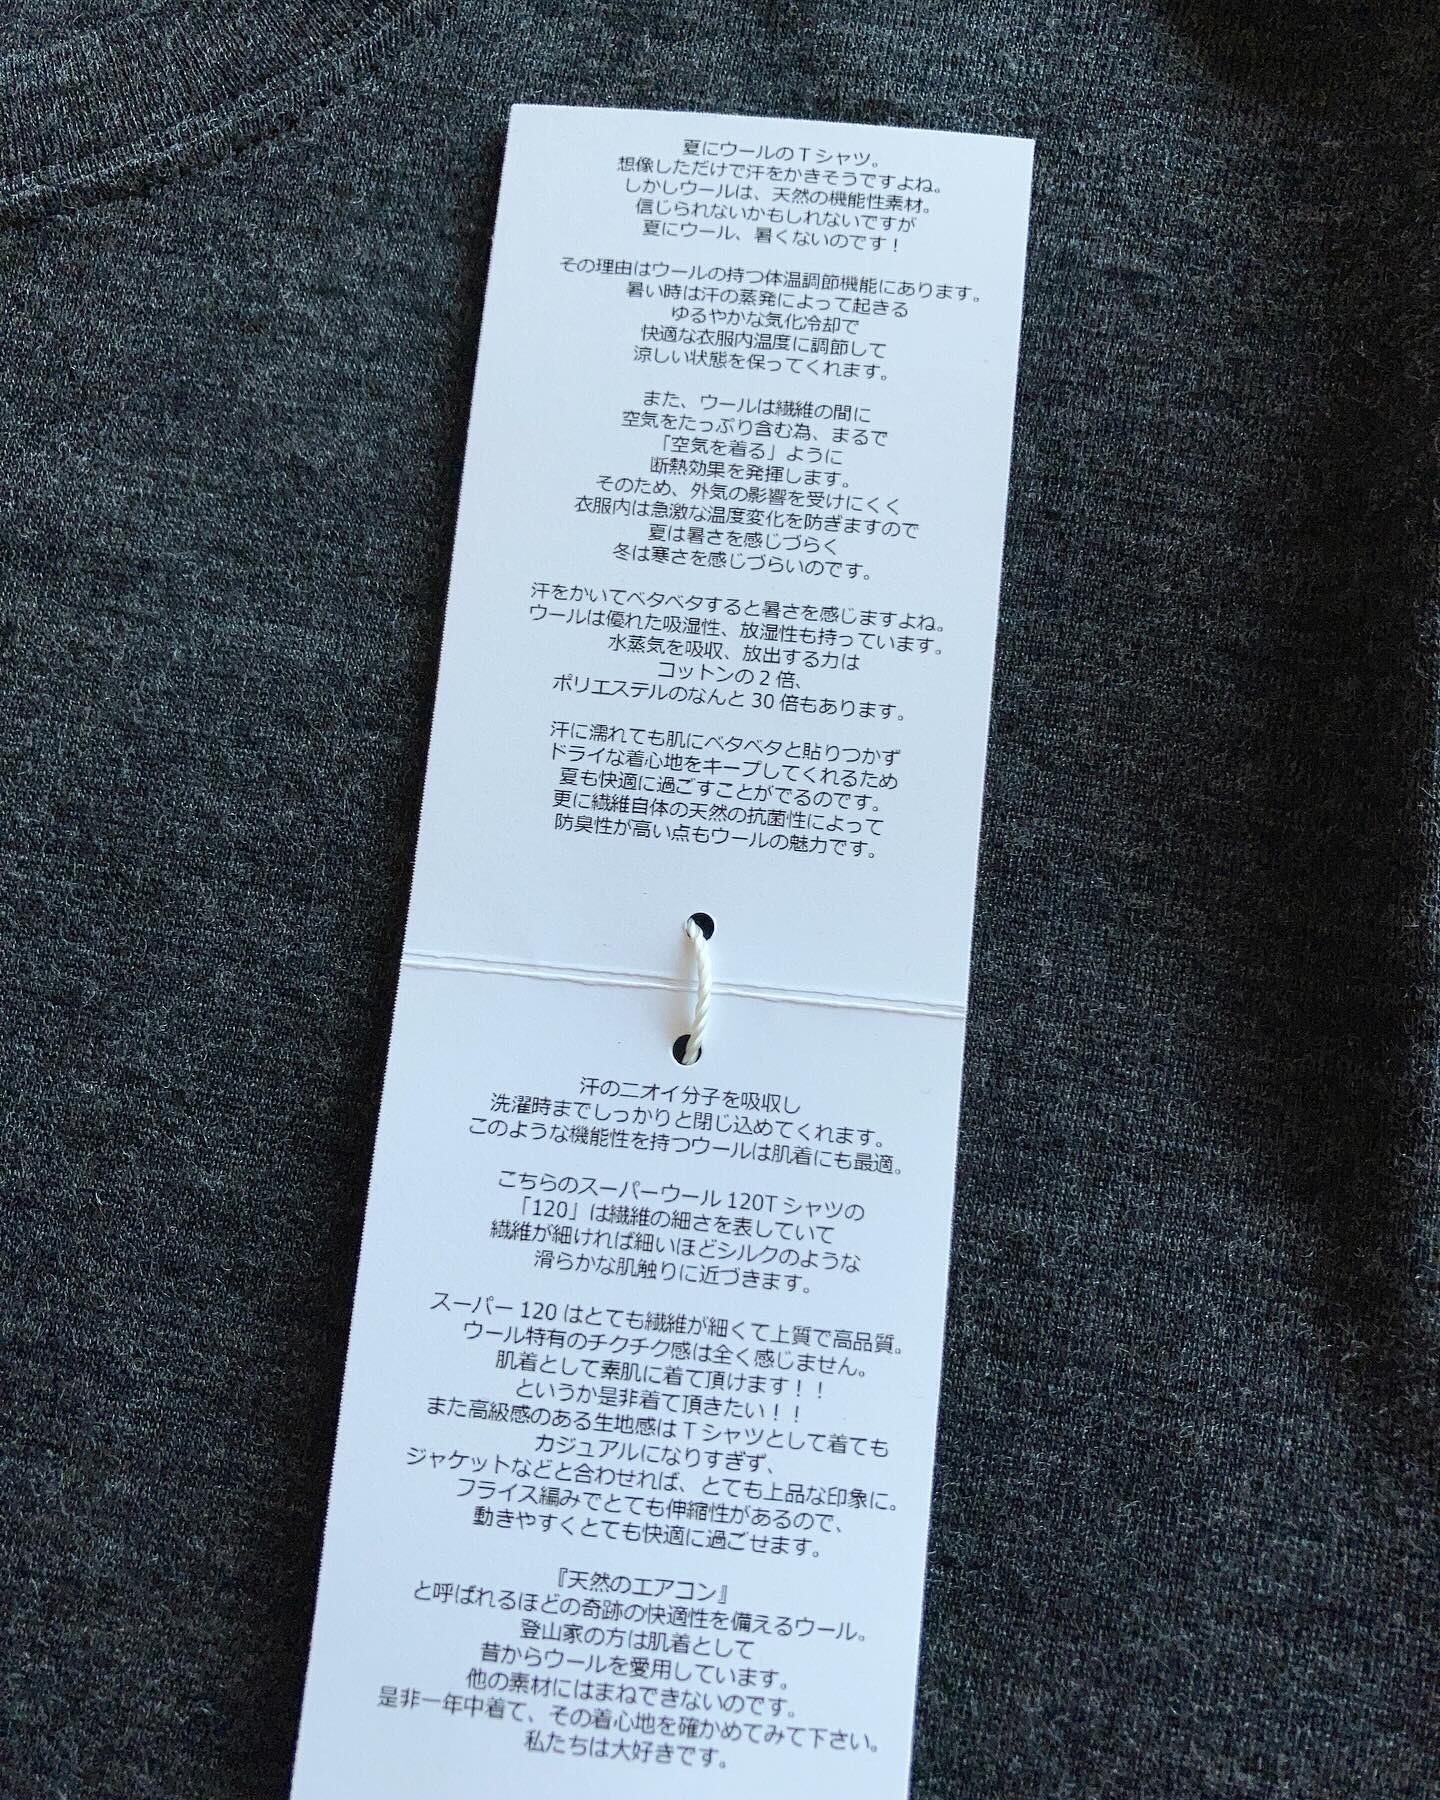 夏にウールのTシャツ。
想像しただけで汗をかきそうですよね。
しかしウールは、天然の機能性素材。
信じられないかもしれないですが
夏にウール、暑くないのです！
その理由はウールの持つ体温調節機能にあります。
暑い時は汗の蒸発によって起きる
ゆるやかな気化冷却で
快適な衣服内温度に調節して
涼しい状態を保ってくれます。
また、ウールは繊維の間に
空気をたっぷり含む為、まるで
「空気を着る」ように
断熱効果を発揮します。
そのため、外気の影響を受けにくく
衣服内は急激な温度変化を防ぎますので
夏は暑さを感じづらく
冬は寒さを感じづらいのです。
汗をかいてベタベタすると暑さを感じますよね。
ウールは優れた吸湿性、放湿性も持っています。
水蒸気を吸収、放出する力は
コットンの2倍、
ポリエステルのなんと30倍もあります。
汗に濡れても肌にベタベタと貼りつかず
ドライな着心地をキープしてくれるため
夏も快適に過ごすことがでるのです。
更に繊維自体の天然の抗菌性によって
防臭性が高い点もウールの魅力です。
汗のニオイ分子を吸収し
洗濯時までしっかりと閉じ込めてくれます。
このような機能性を持つウールは肌着にも最適。
こちらのスーパーウール120Tシャツの
「120」は繊維の細さを表していて
繊維が細ければ細いほどシルクのような
滑らかな肌触りに近づきます。
スーパー120はとても繊維が細くて上質で高品質。
ウール特有のチクチク感は全く感じません。
肌着として素肌に着て頂けます！！
というか是非着て頂きたい！！
また高級感のある生地感はTシャツとして着ても
カジュアルになりすぎず、
ジャケットなどと合わせれば、とても上品な印象に。
フライス編みでとても伸縮性があるので、
動きやすくとても快適に過ごせます。
『天然のエアコン』
と呼ばれるほどの奇跡の快適性を備えるウール。
登山家の方は肌着として
昔からウールを愛用しています。
他の素材にはまねできないのです。
是非一年中着て、その着心地を確かめてみて下さい。
私たちは大好きです。